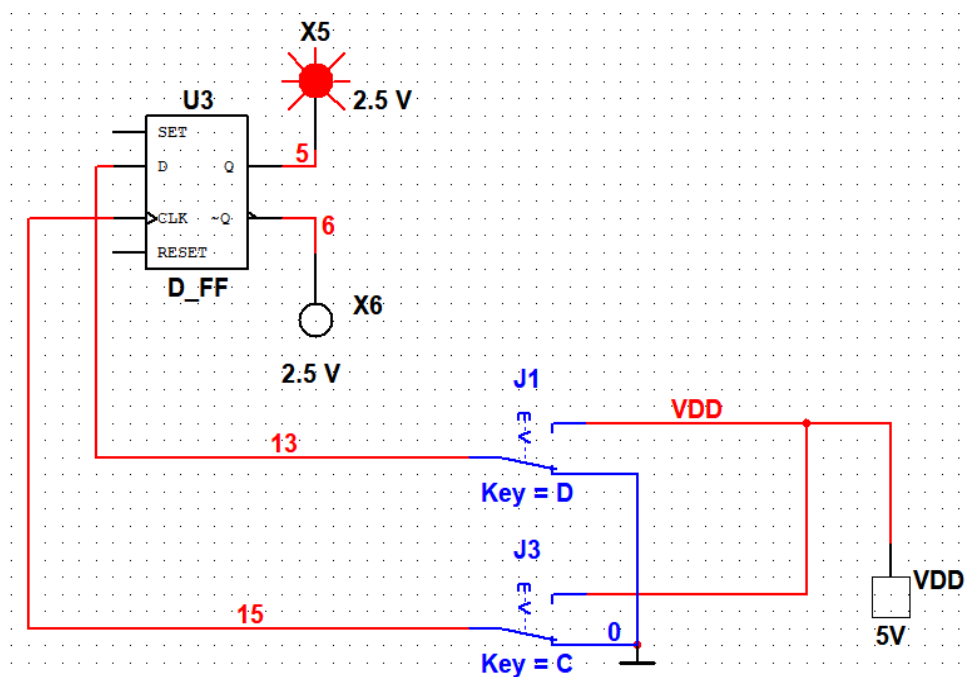 X5
2.5 V
U3
SET
D
Q
5
CLK
~Q
6
RESET
D_FF
X6
2.5 V
J1
VDD
13
Key = D
J3
VDD
15
0
5V
Key = C